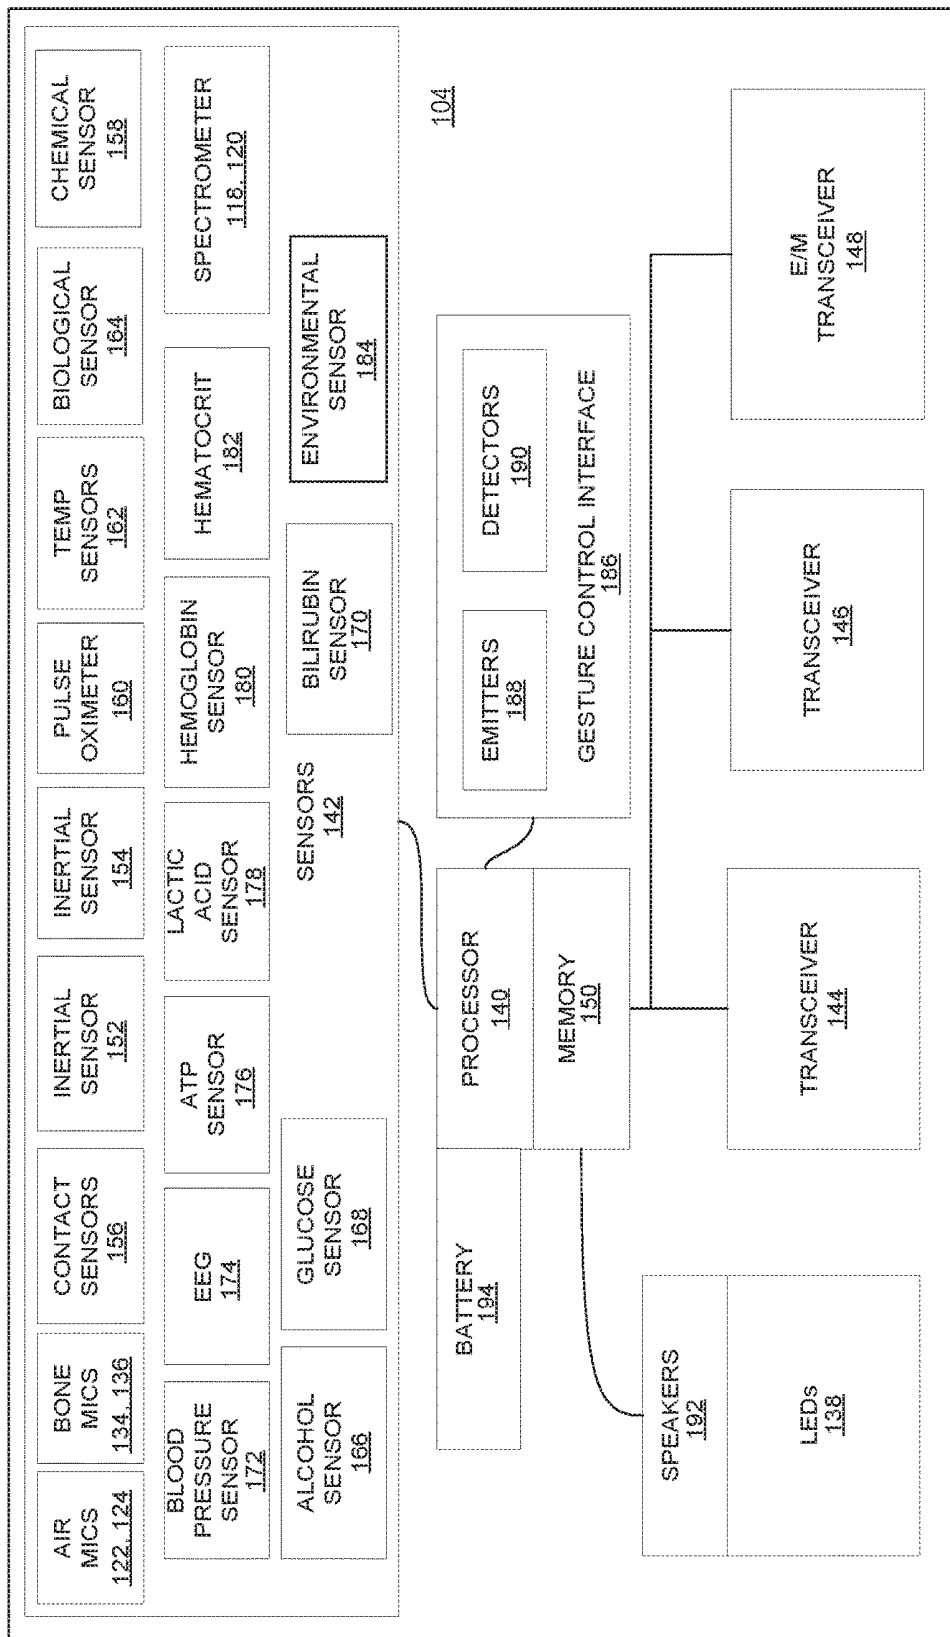 AIR
MICS
122, 124
BONE
MICS
134, 136
CONTACT
SENSORS
156
INERTIAL
SENSOR
152
INERTIAL
SENSOR
154
PULSE
OXIMETER
160
TEMP
SENSORS
162
BIOLOGICAL
SENSOR
164
CHEMICAL
SENSOR
158
BLOOD
PRESSURE
SENSOR
172
EEG
174
ATP
SENSOR
176
LACTIC
ACID
SENSOR
178
HEMOGLOBIN
SENSOR
180
HEMATOCRIT
182
SPECTROMETER
118, 120
ALCOHOL
SENSOR
166
GLUCOSE
SENSOR
168
SENSORS
142
BILIRUBIN
SENSOR
170
ENVIRONMENTAL
SENSOR
184
104
BATTERY
194
PROCESSOR
140
MEMORY
150
EMITTERS
188
DETECTORS
190
GESTURE CONTROL INTERFACE
186
SPEAKERS
192
LEDs
138
TRANSCEIVER
144
TRANSCEIVER
146
E/M
TRANSCEIVER
148